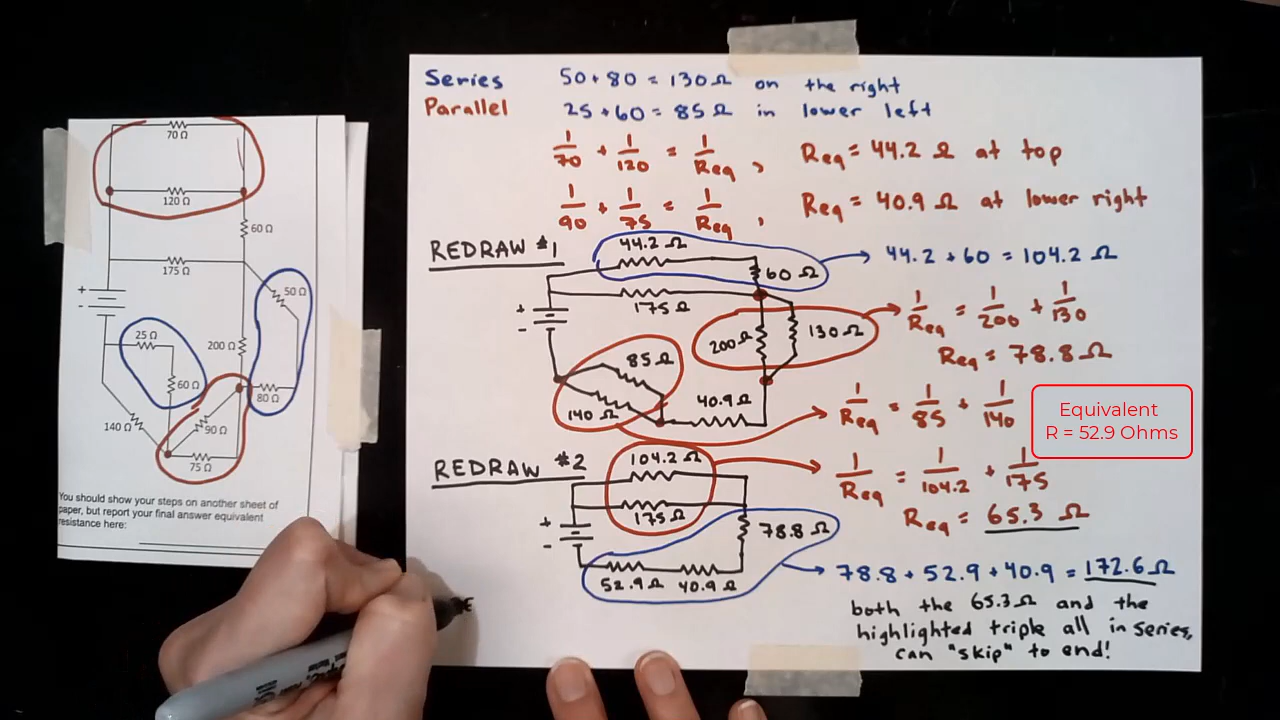 70 Ω
120 Ω
60 Ω
175 Ω
+
-
50 Ω
25 Ω
200 Ω
60 Ω
80 Ω
140 Ω
90 Ω
75 Ω
You should show your steps on another sheet of
paper, but report your final answer equivalent
resistance here:
Series 50 + 80 = 130 Ω on the right
Parallel 25 + 60 = 85 Ω in lower left
1/70 + 1/120 = 1/Req , Req = 44.2 Ω at top
1/90 + 1/75 = 1/Req , Req = 40.9 Ω at lower right
REDRAW #1
44.2 Ω
60 Ω
175 Ω
+
-
200 Ω
130 Ω
85 Ω
140 Ω
40.9 Ω
44.2 + 60 = 104.2 Ω
1/Req = 1/200 + 1/130
Req = 78.8 Ω
1/Req = 1/85 + 1/140
Equivalent
R = 52.9 Ohms
REDRAW #2
104.2 Ω
175 Ω
+
-
78.8 Ω
52.9 Ω 40.9 Ω
1/Req = 1/104.2 + 1/175
Req = 65.3 Ω
78.8 + 52.9 + 40.9 = 172.6 Ω
both the 65.3 Ω and the
highlighted triple all in series,
can "skip" to end!